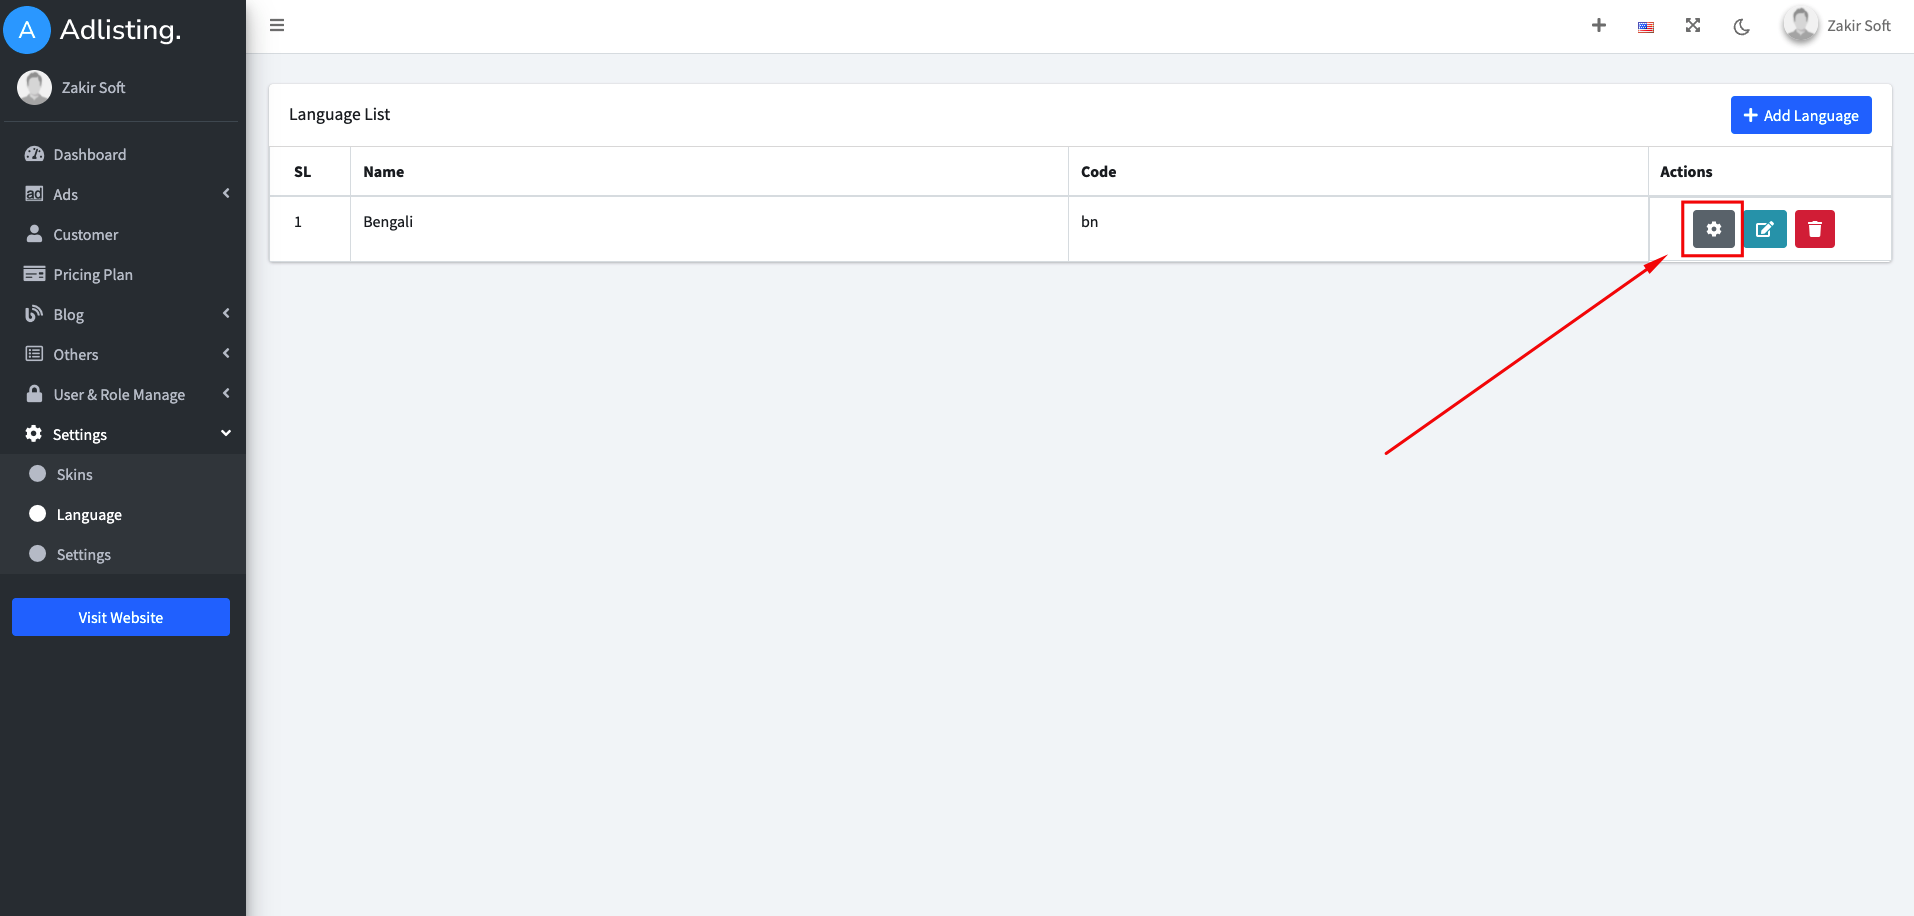 A Adlisting.
Zakir Soft
Dashboard
ad Ads
Customer
Pricing Plan
Blog
Others
User & Role Manage
Settings
Skins
Language
Settings
Visit Website
Zakir Soft
Language List
Add Language
SL Name Code Actions
1 Bengali bn